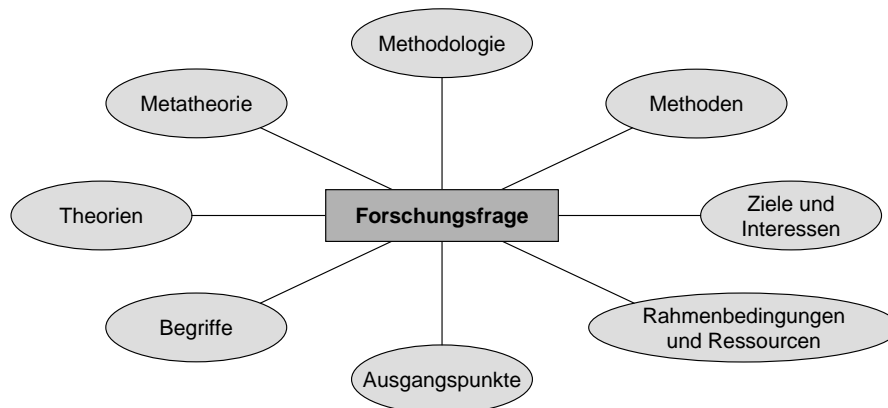 Methodologie
Metatheorie
Methoden
Theorien
Forschungsfrage
Ziele und
Interessen
Begriffe
Rahmenbedingungen
und Ressourcen
Ausgangspunkte